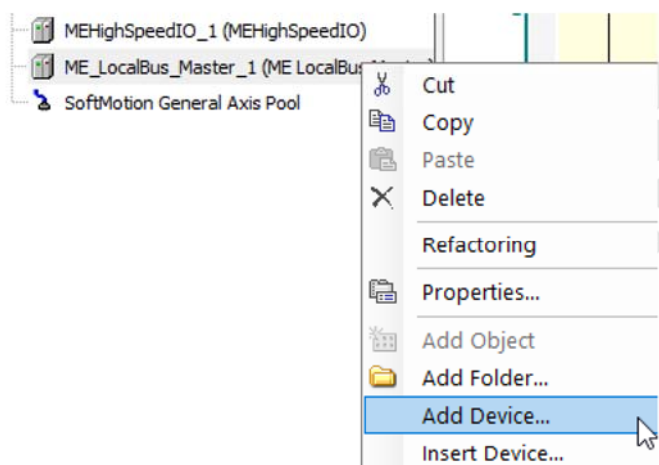 MEHighSpeedIO_1 (MEHighSpeedIO)
ME_LocalBus_Master_1 (ME LocalBus
SoftMotion General Axis Pool
Cut
Copy
Paste
Delete
Refactoring
Properties...
Add Object
Add Folder...
Add Device...
Insert Device...